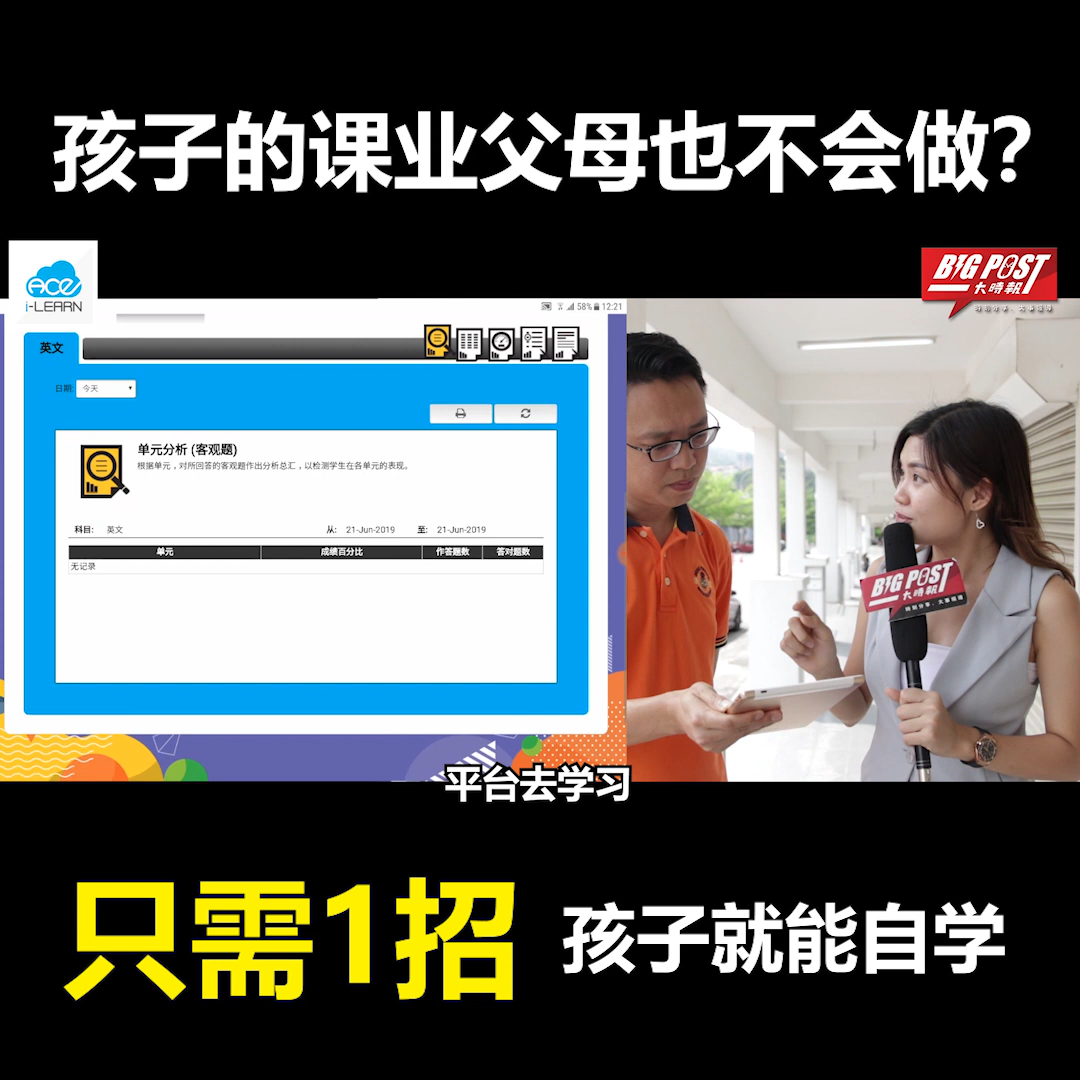 孩子的课业父母也不会做?
ACE
i-LEARN
BIG POST
大時報
58% 12:21
英文
日期: 今天
单元分析 (客观题)
根据单元，对所回答的客观题作出分析总汇，以检测学生在各单元的表现。
科目: 英文 从: 21-Jun-2019 至: 21-Jun-2019
单元 成绩百分比 作答题数 答对题数
无记录
BIG POST
大時報
平台去学习
只需1招 孩子就能自学